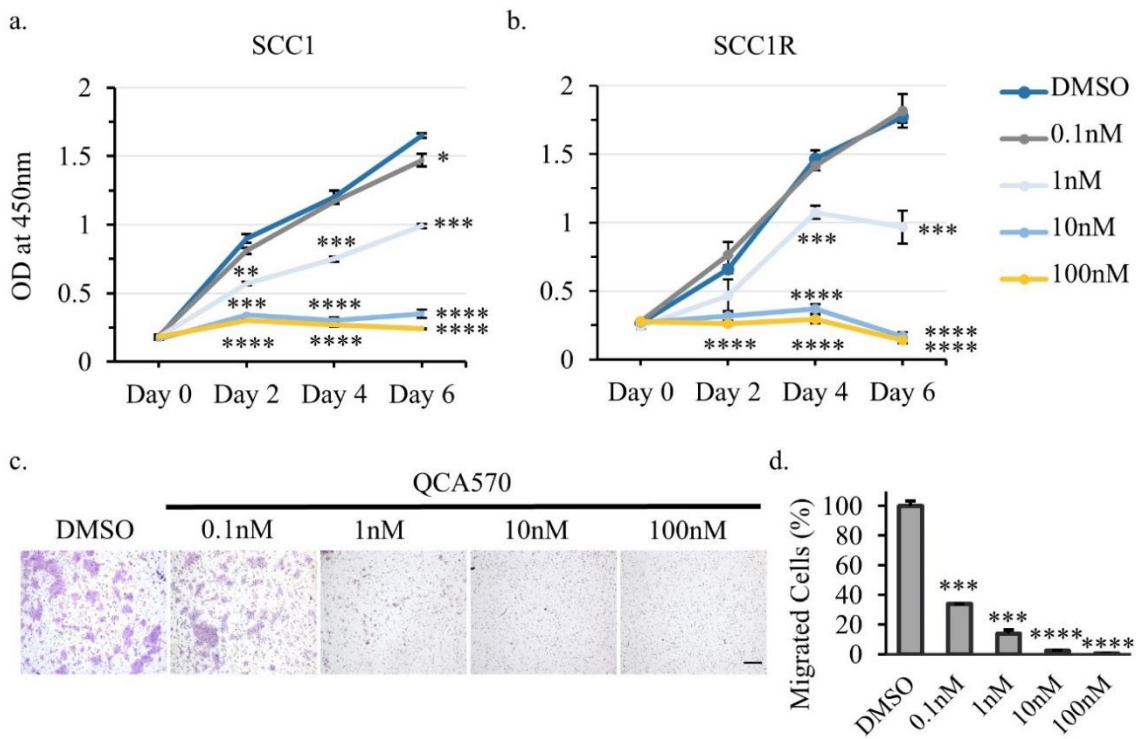 a.
SCC1
OD at 450nm
2
1.5
1
0.5
0
*
***
***
**
***
****
****
****
****
****
Day 0 Day 2 Day 4 Day 6
b.
SCC1R
2
1.5
1
0.5
0
***
***
****
****
****
****
****
Day 0 Day 2 Day 4 Day 6
DMSO
0.1nM
1nM
10nM
100nM
c.
QCA570
DMSO 0.1nM 1nM 10nM 100nM
d.
Migrated Cells (%)
100
80
60
40
20
0
***
***
****
****
DMSO
0.1nM
1nM
10nM
100nM